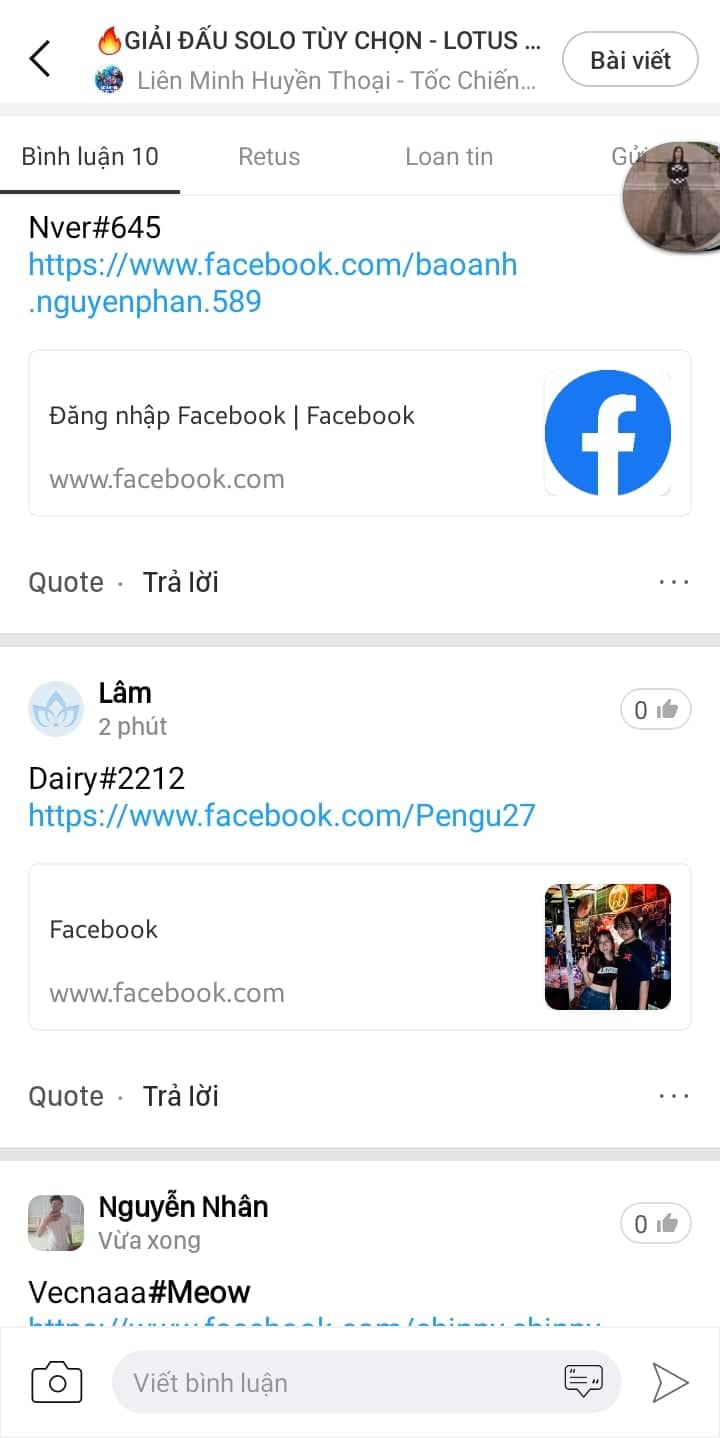 🔥GIẢI ĐẤU SOLO TÙY CHỌN - LOTUS ...
Liên Minh Huyền Thoại - Tốc Chiến...
Bài viết
Bình luận 10
Retus
Loan tin
Nver#645
https://www.facebook.com/baoanh
.nguyenphan.589
Đăng nhập Facebook | Facebook
www.facebook.com
Quote · Trả lời
Lâm
2 phút
0
Dairy#2212
https://www.facebook.com/Pengu27
Facebook
www.facebook.com
Quote · Trả lời
Nguyễn Nhân
Vừa xong
0
Vecnaaa#Meow
Viết bình luận